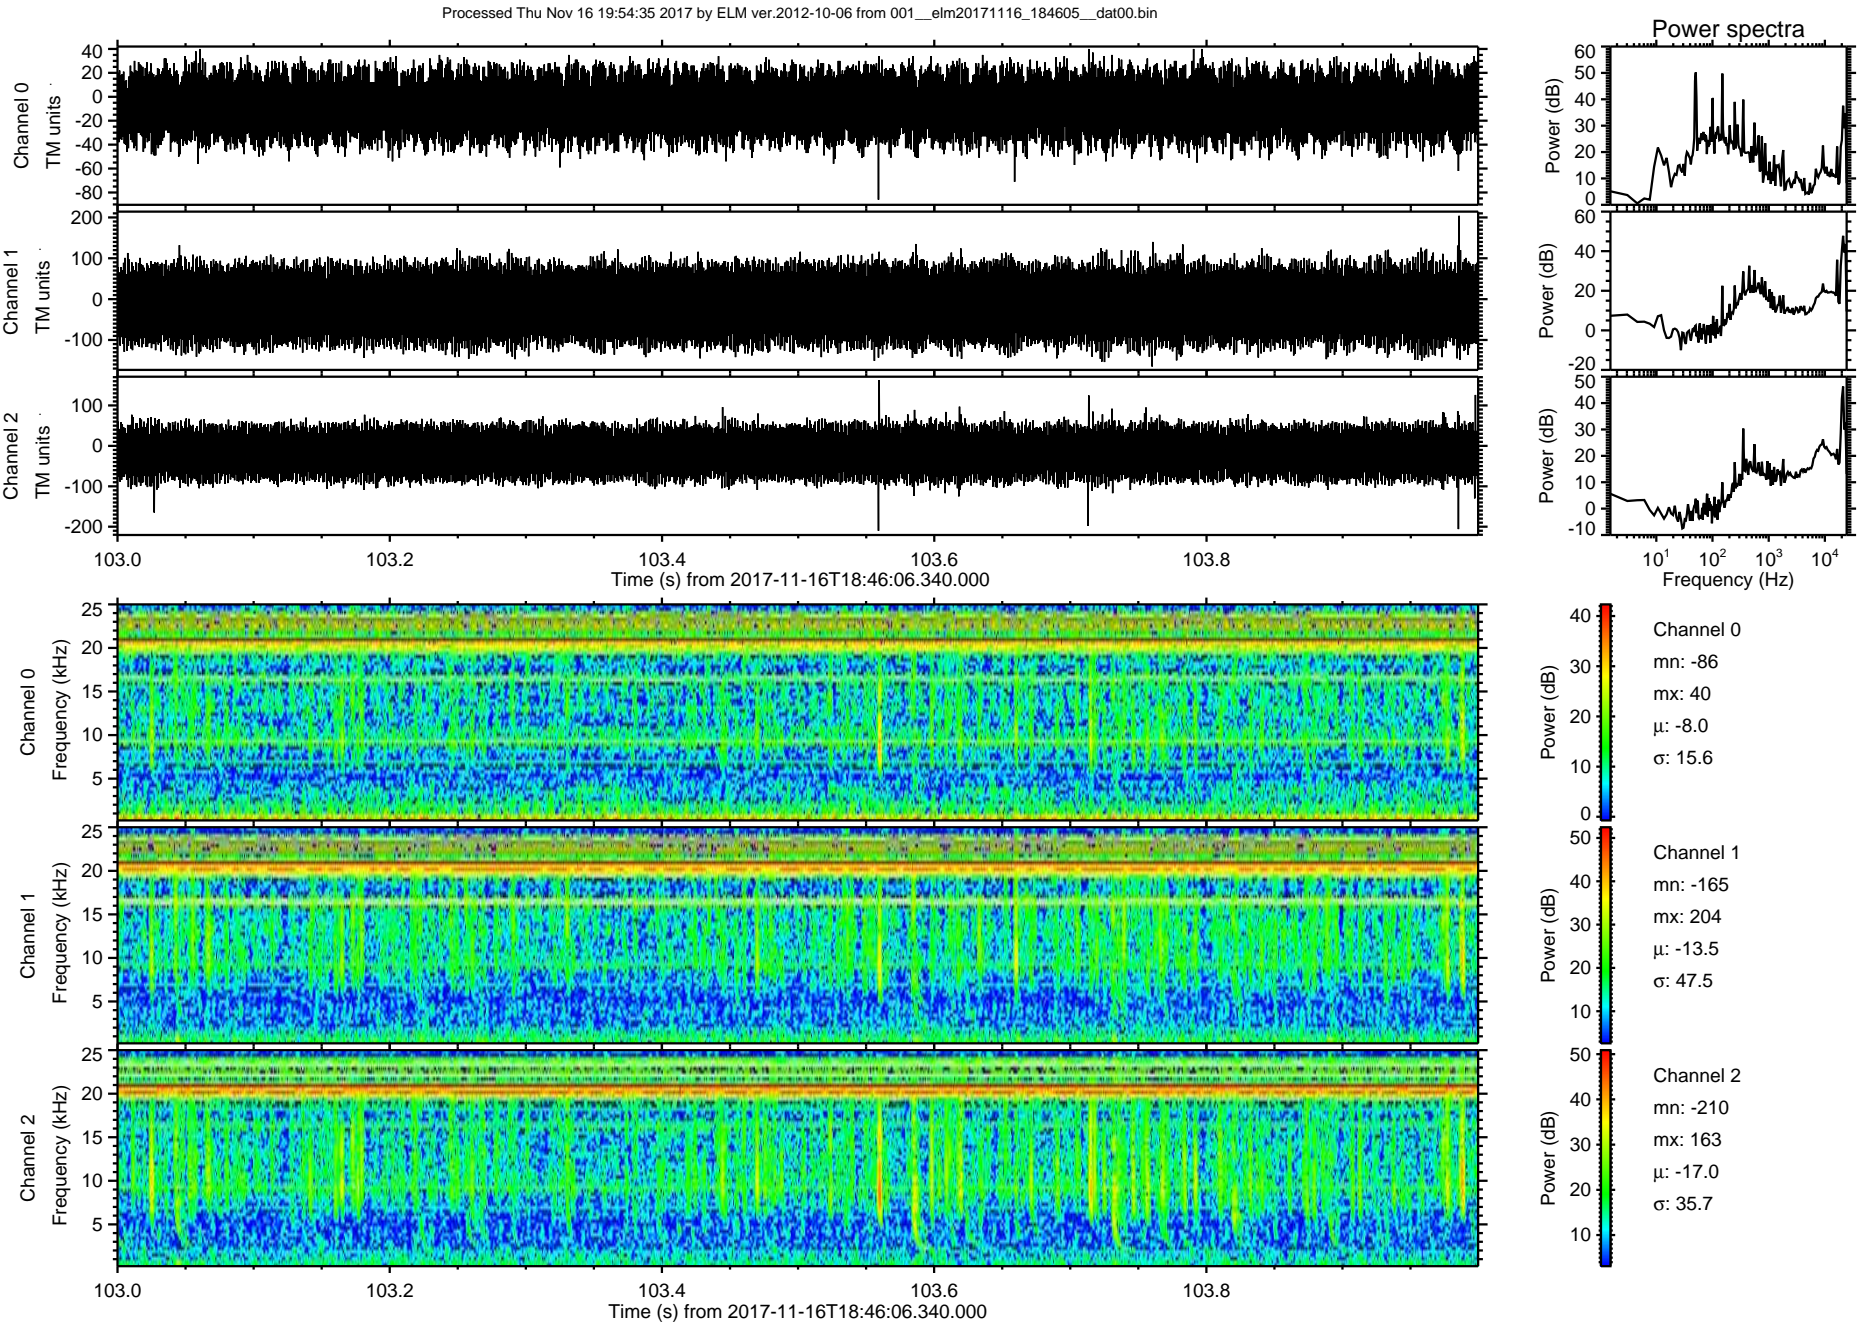 Processed Thu Nov 16 19:54:35 2017 by ELM ver.2012-10-06 from 001__elm20171116_184605__dat00.bin
Power spectra
Channel 0
TM units
40
20
0
-20
-40
-60
-80
Power (dB)
60
50
40
30
20
10
0
Channel 1
TM units
200
100
0
-100
Power (dB)
60
40
20
0
-20
Channel 2
TM units
100
0
-100
-200
Power (dB)
50
40
30
20
10
0
-10
103.0 103.2 103.4 103.6 103.8
Time (s) from 2017-11-16T18:46:06.340.000
10^1 10^2 10^3 10^4
Frequency (Hz)
Channel 0
Frequency (kHz)
25
20
15
10
5
Power (dB)
40
30
20
10
0
Channel 0
mn: -86
mx: 40
μ: -8.0
σ: 15.6
Channel 1
Frequency (kHz)
25
20
15
10
5
Power (dB)
50
40
30
20
10
Channel 1
mn: -165
mx: 204
μ: -13.5
σ: 47.5
Channel 2
Frequency (kHz)
25
20
15
10
5
Power (dB)
50
40
30
20
10
Channel 2
mn: -210
mx: 163
μ: -17.0
σ: 35.7
103.0 103.2 103.4 103.6 103.8
Time (s) from 2017-11-16T18:46:06.340.000